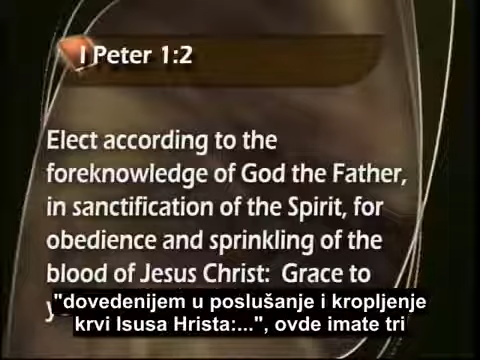 I Peter 1:2
Elect according to the
foreknowledge of God the Father,
in sanctification of the Spirit, for
obedience and sprinkling of the
blood of Jesus Christ: Grace to
"dovedenijem u poslušanje i kropljenje
krvi Isusa Hrista:...", ovde imate tri